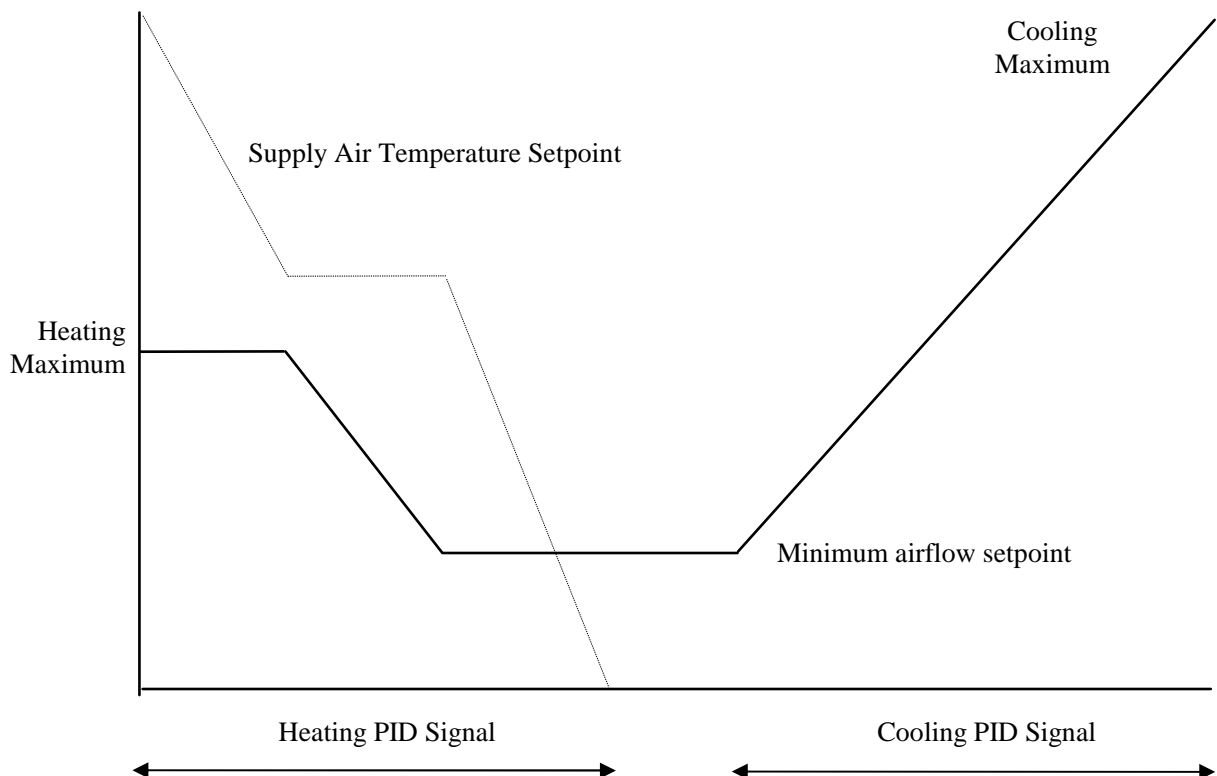 Cooling
Maximum
Supply Air Temperature Setpoint
Heating
Maximum
Minimum airflow setpoint
Heating PID Signal
Cooling PID Signal